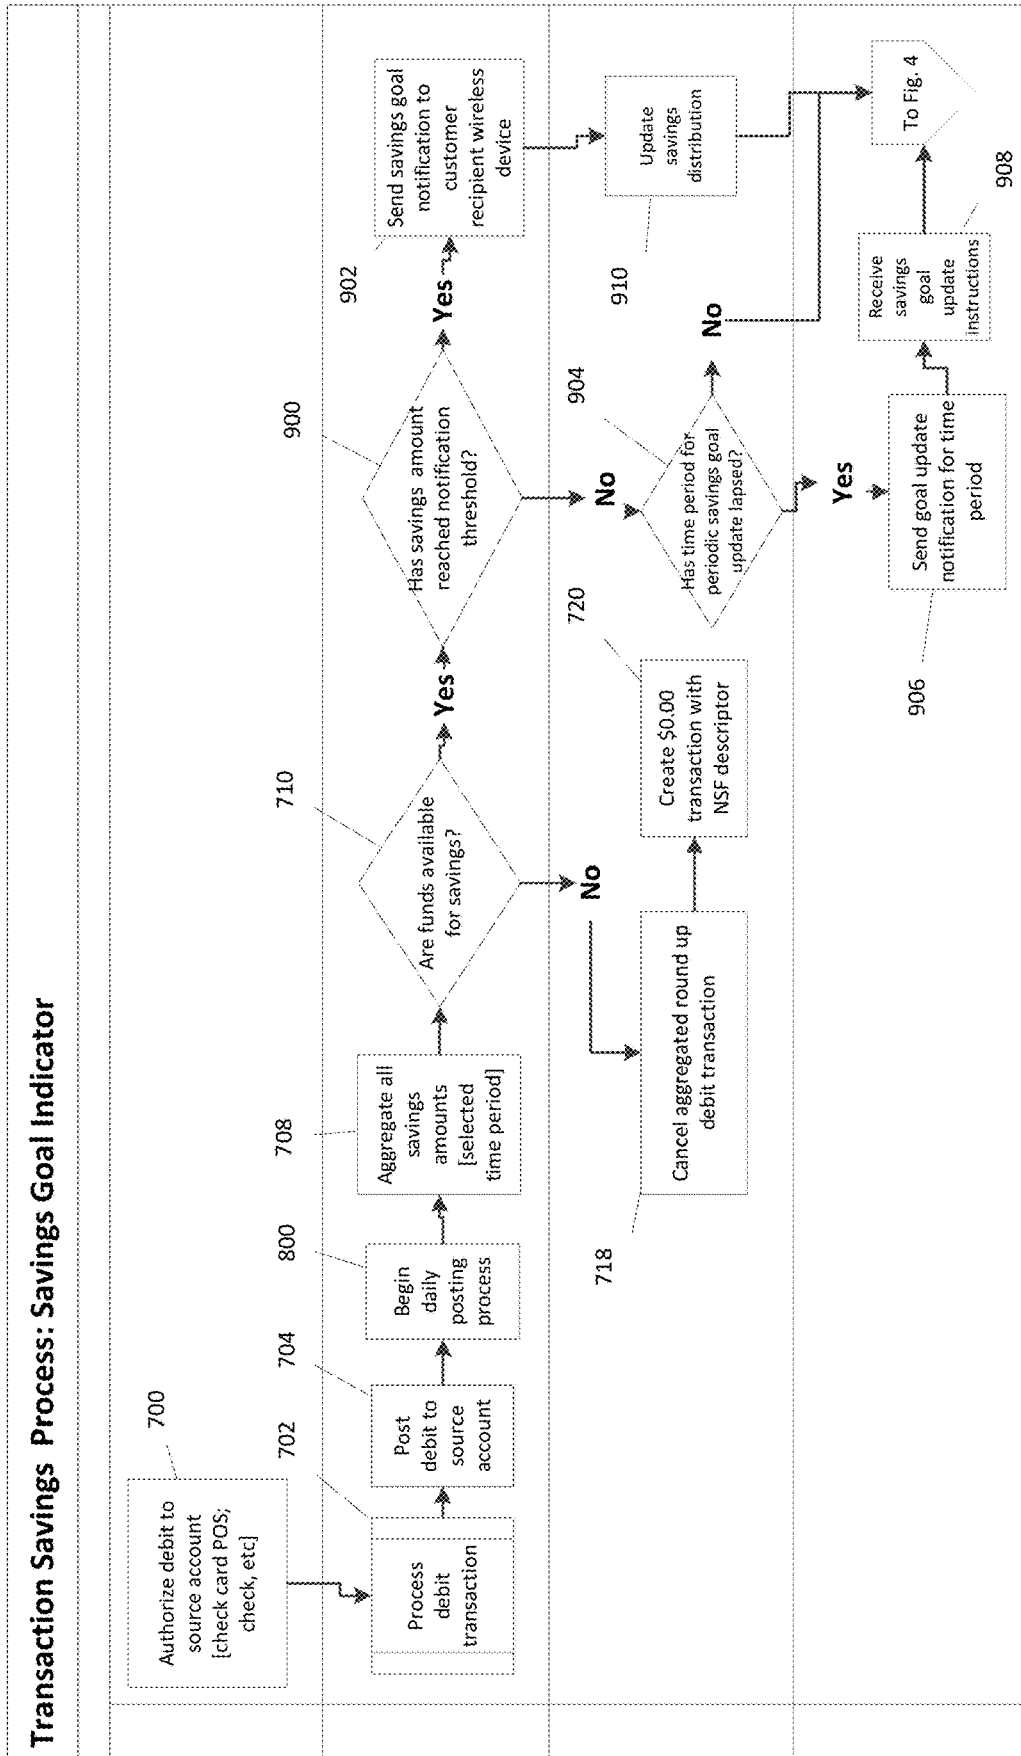 Transaction Savings Process: Savings Goal Indicator
700
Authorize debit to
source account
[check card POS;
check, etc]
702
Process
debit
transaction
704
Post
debit to
source
account
800
Begin
daily
posting
process
708
Aggregate all
savings
amounts
[selected
time period]
710
Are funds available
for savings?
Yes
900
Has savings amount
reached notification
threshold?
Yes
902
Send savings goal
notification to
customer
recipient wireless
device
No
718
Cancel aggregated round up
debit transaction
720
Create $0.00
transaction with
NSF descriptor
No
904
Has time period for
periodic savings goal
update lapsed?
No
910
Update
savings
distribution
Yes
906
Send goal update
notification for time
period
Receive
savings
goal
update
instructions
908
To Fig. 4